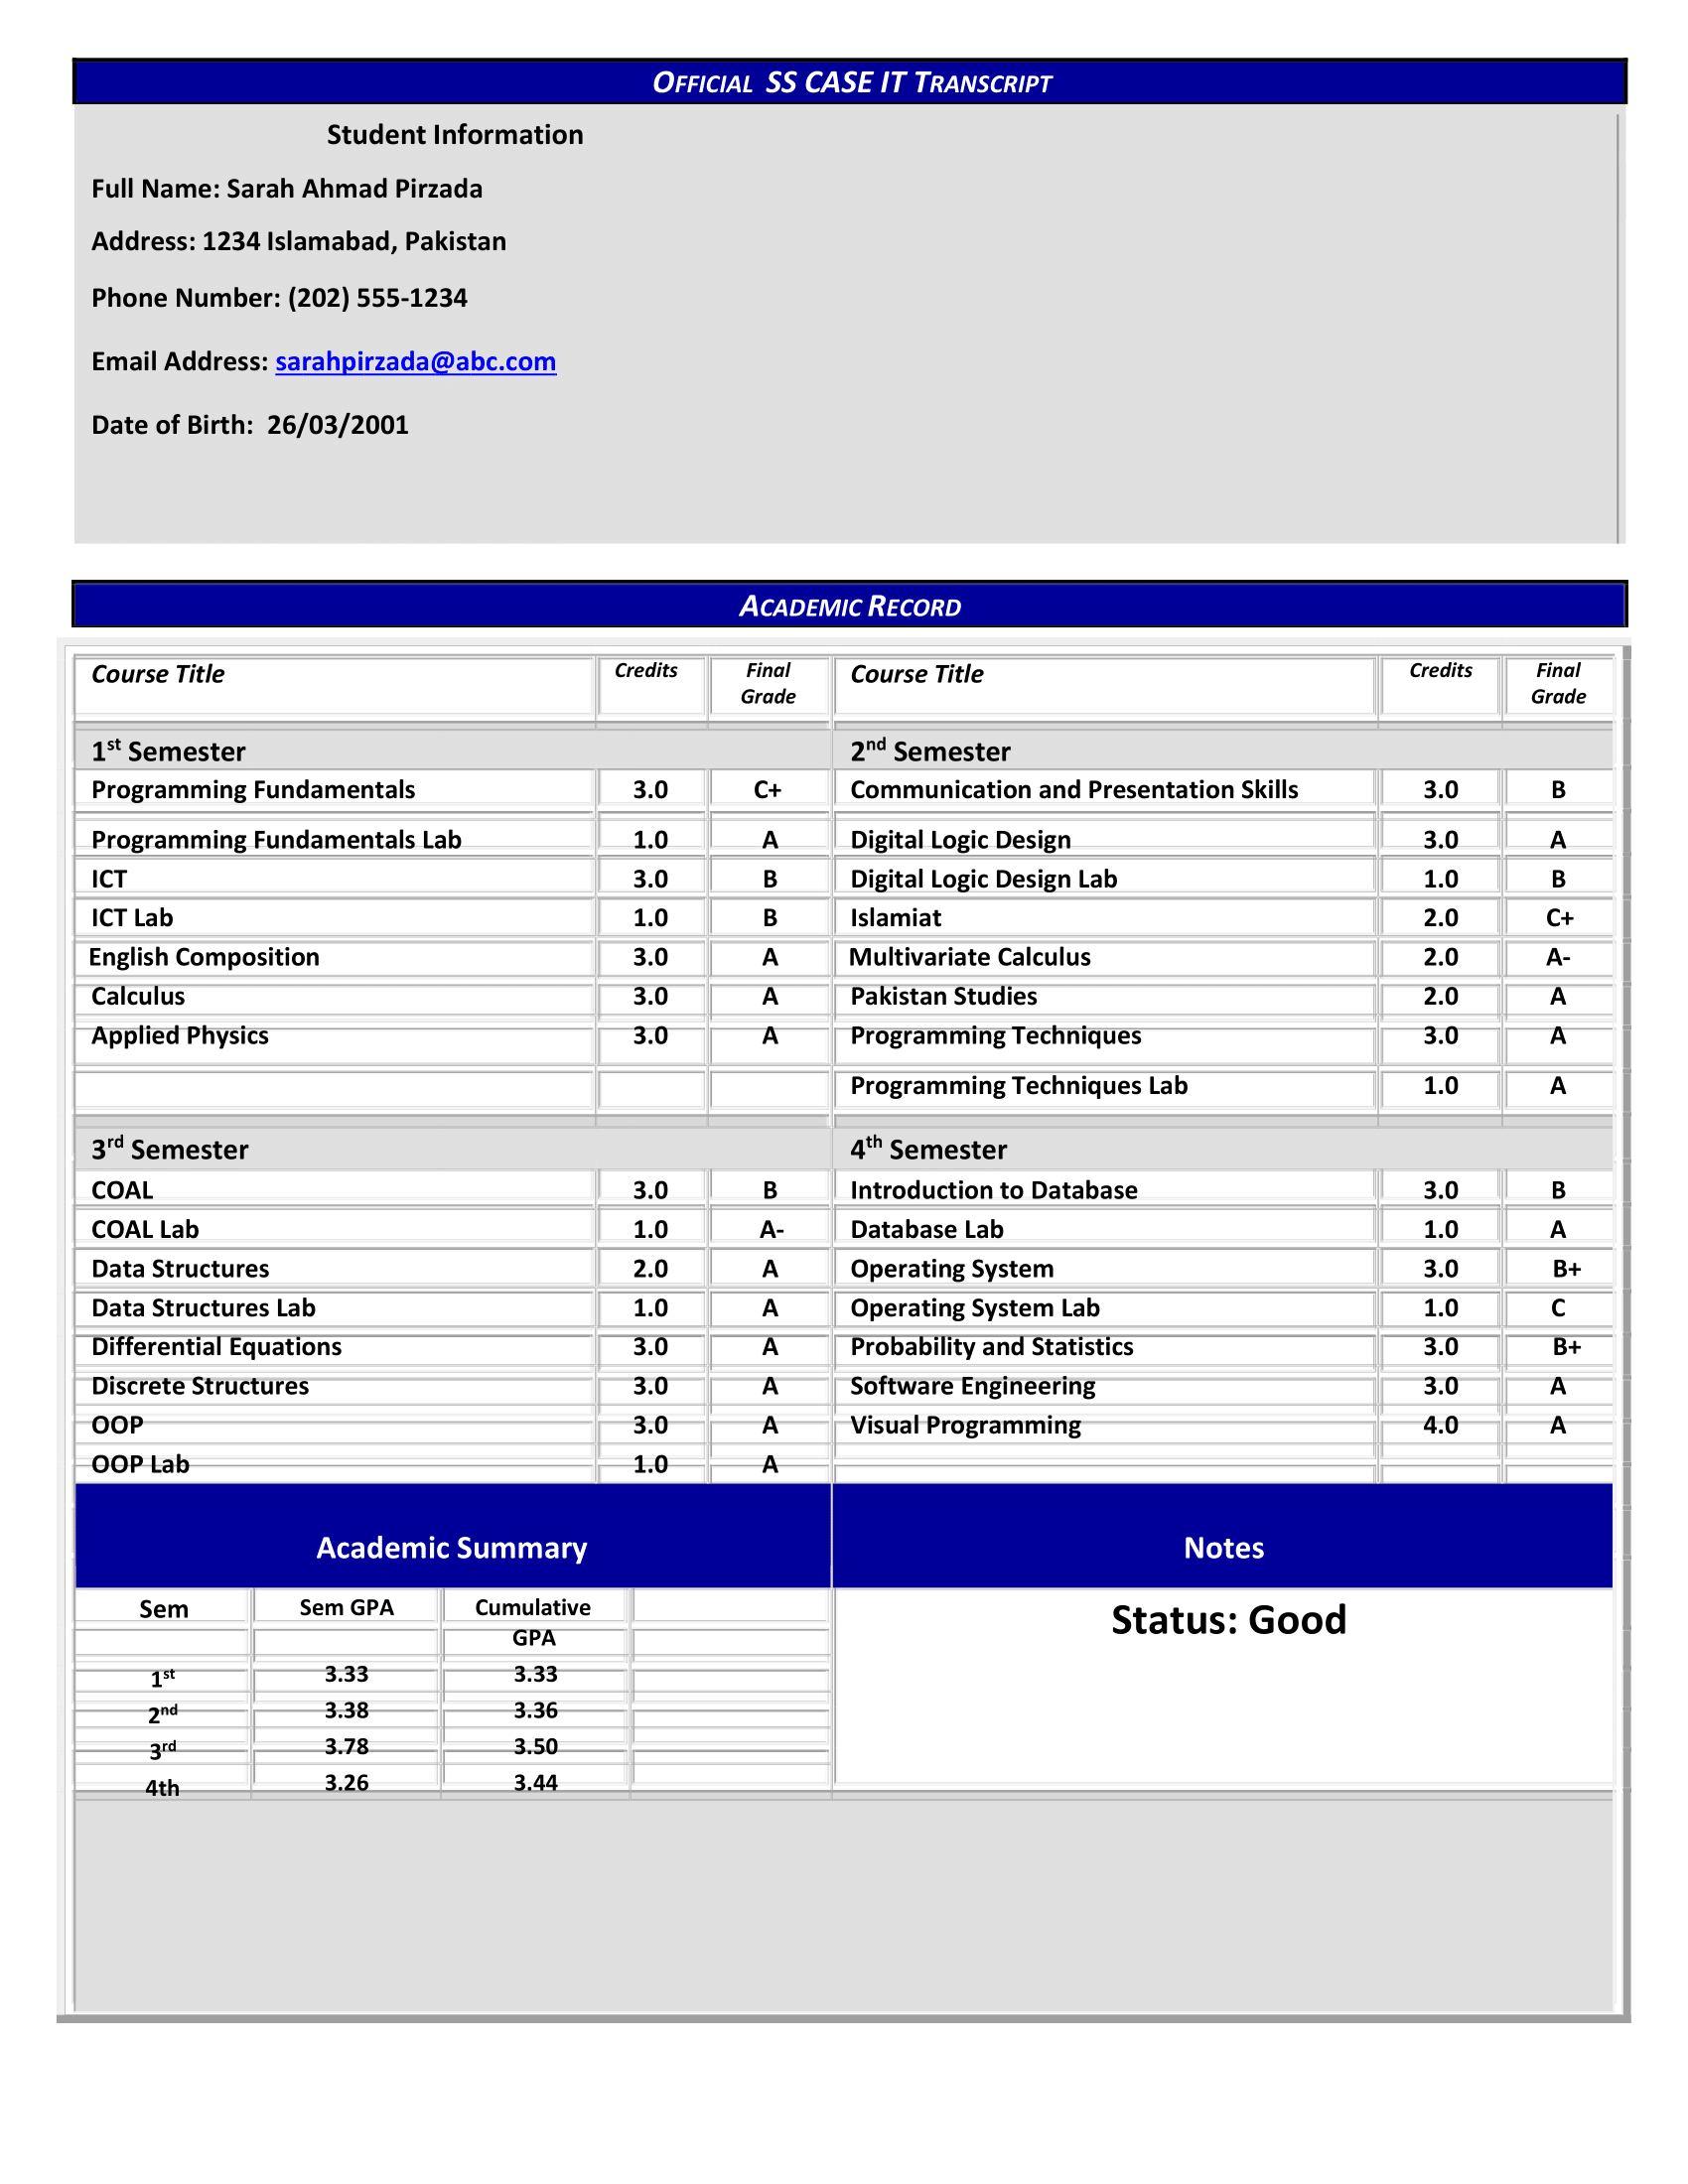 OFFICIAL SS CASE IT TRANSCRIPT
Student Information
Full Name: Sarah Ahmad Pirzada
Address: 1234 Islamabad, Pakistan
Phone Number: (202) 555-1234
Email Address: sarahpirzada@abc.com
Date of Birth: 26/03/2001
ACADEMIC RECORD
Course Title Credits Final Grade Course Title Credits Final Grade
1st Semester 2nd Semester
Programming Fundamentals 3.0 C+ Communication and Presentation Skills 3.0 B
Programming Fundamentals Lab 1.0 A Digital Logic Design 3.0 A
ICT 3.0 B Digital Logic Design Lab 1.0 B
ICT Lab 1.0 B Islamiat 2.0 C+
English Composition 3.0 A Multivariate Calculus 2.0 A-
Calculus 3.0 A Pakistan Studies 2.0 A
Applied Physics 3.0 A Programming Techniques 3.0 A
Programming Techniques Lab 1.0 A
3rd Semester 4th Semester
COAL 3.0 B Introduction to Database 3.0 B
COAL Lab 1.0 A- Database Lab 1.0 A
Data Structures 2.0 A Operating System 3.0 B+
Data Structures Lab 1.0 A Operating System Lab 1.0 C
Differential Equations 3.0 A Probability and Statistics 3.0 B+
Discrete Structures 3.0 A Software Engineering 3.0 A
OOP 3.0 A Visual Programming 4.0 A
OOP Lab 1.0 A
Academic Summary Notes
Sem Sem GPA Cumulative GPA Status: Good
1st 3.33 3.33
2nd 3.38 3.36
3rd 3.78 3.50
4th 3.26 3.44